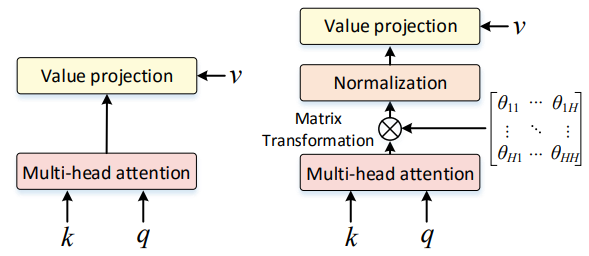 Value projection
v
Multi-head attention
k
q
Value projection
v
Normalization
Matrix
Transformation
θ11 ⋯ θ1H
⋮ ⋱ ⋮
θH1 ⋯ θHH
Multi-head attention
k
q